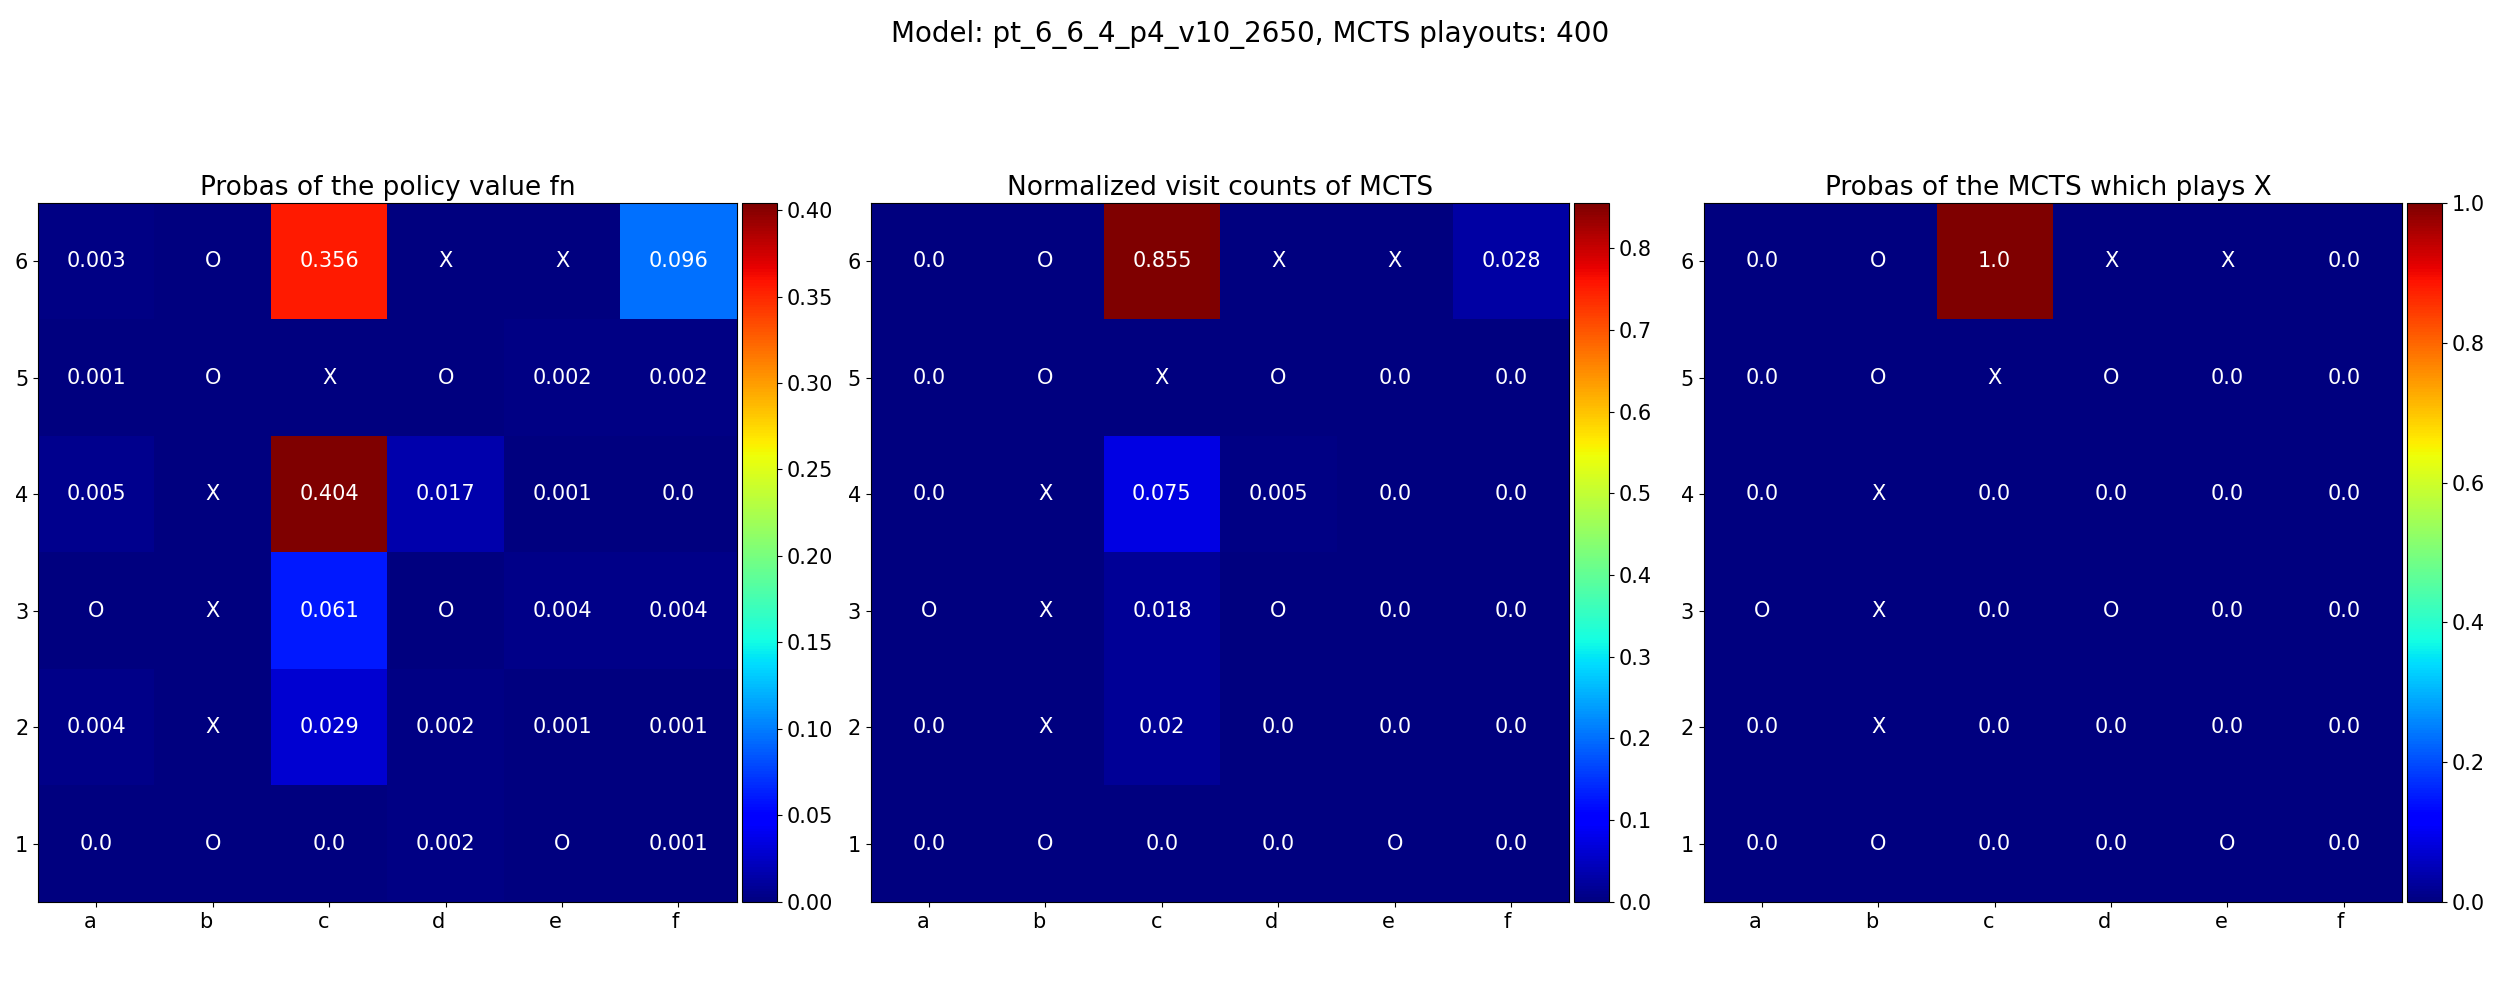 Model: pt_6_6_4_p4_v10_2650, MCTS playouts: 400
Probas of the policy value fn
6 0.003 O 0.356 X X 0.096
5 0.001 O X O 0.002 0.002
4 0.005 X 0.404 0.017 0.001 0.0
3 O X 0.061 O 0.004 0.004
2 0.004 X 0.029 0.002 0.001 0.001
1 0.0 O 0.0 0.002 O 0.001
a b c d e f
0.40
0.35
0.30
0.25
0.20
0.15
0.10
0.05
0.00
Normalized visit counts of MCTS
6 0.0 O 0.855 X X 0.028
5 0.0 O X O 0.0 0.0
4 0.0 X 0.075 0.005 0.0 0.0
3 O X 0.018 O 0.0 0.0
2 0.0 X 0.02 0.0 0.0 0.0
1 0.0 O 0.0 0.0 O 0.0
a b c d e f
0.8
0.7
0.6
0.5
0.4
0.3
0.2
0.1
0.0
Probas of the MCTS which plays X
6 0.0 O 1.0 X X 0.0
5 0.0 O X O 0.0 0.0
4 0.0 X 0.0 0.0 0.0 0.0
3 O X 0.0 O 0.0 0.0
2 0.0 X 0.0 0.0 0.0 0.0
1 0.0 O 0.0 0.0 O 0.0
a b c d e f
1.0
0.8
0.6
0.4
0.2
0.0